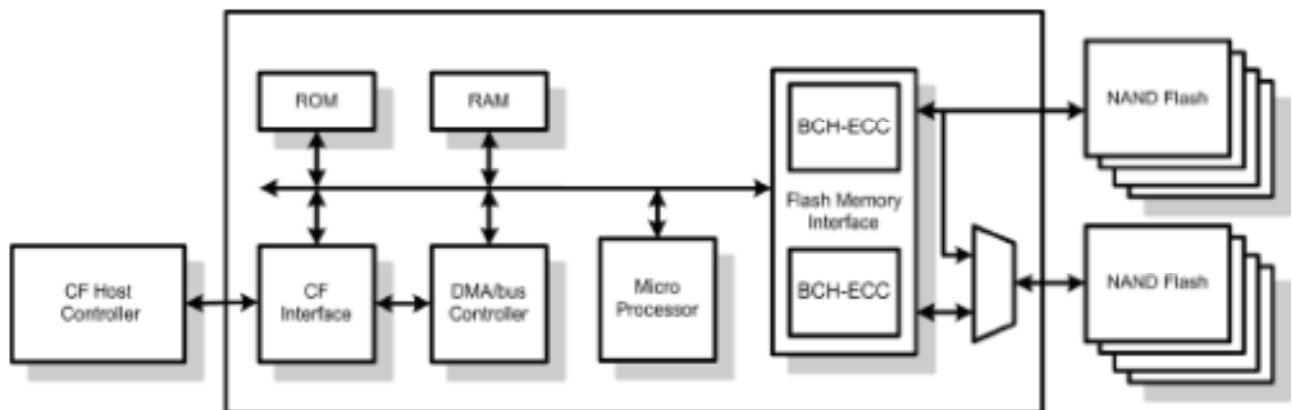 ROM
RAM
BCH-ECC
NAND Flash
Flash Memory
Interface
CF Host
Controller
CF
Interface
DMA/bus
Controller
Micro
Processor
BCH-ECC
NAND Flash